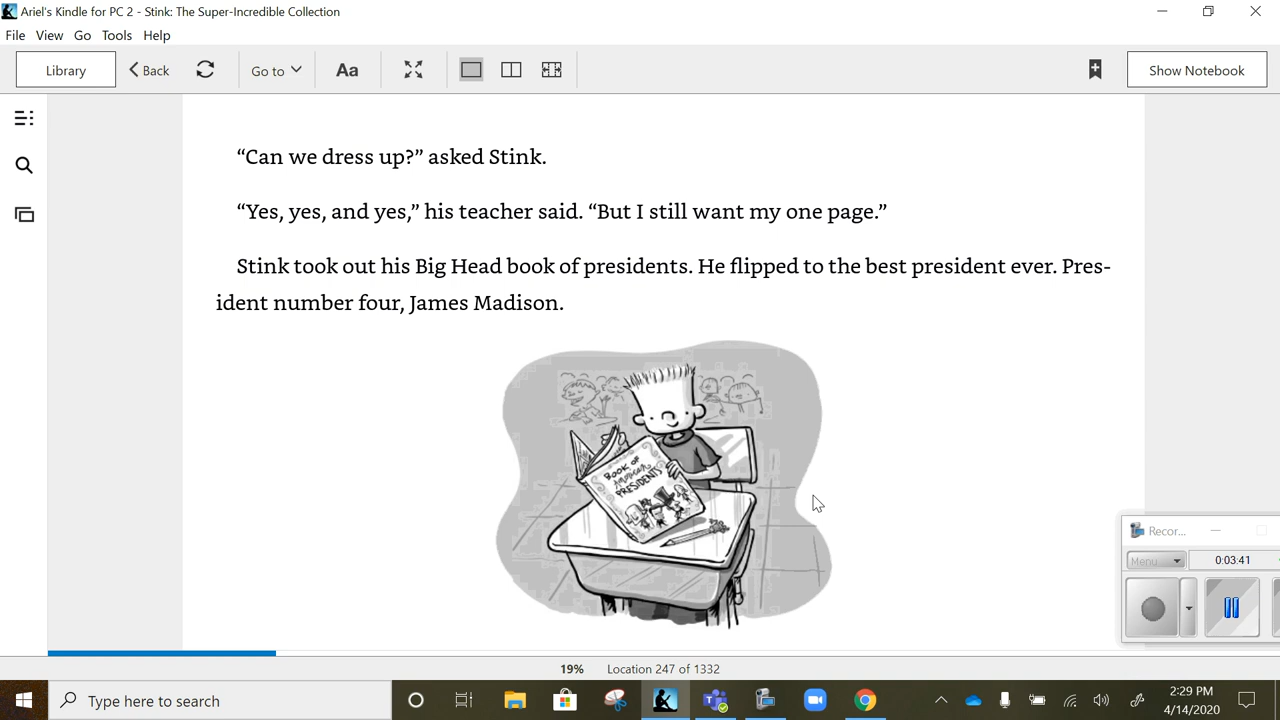 Ariel's Kindle for PC 2 - Stink: The Super-Incredible Collection
File View Go Tools Help
Library Back Go to Aa Show Notebook
“Can we dress up?” asked Stink.
“Yes, yes, and yes,” his teacher said. “But I still want my one page.”
Stink took out his Big Head book of presidents. He flipped to the best president ever. Pres-
ident number four, James Madison.
BOOK OF
American
PRESIDENTS
Recor...
Menu 0:03:41
19% Location 247 of 1332
Type here to search
2:29 PM
4/14/2020